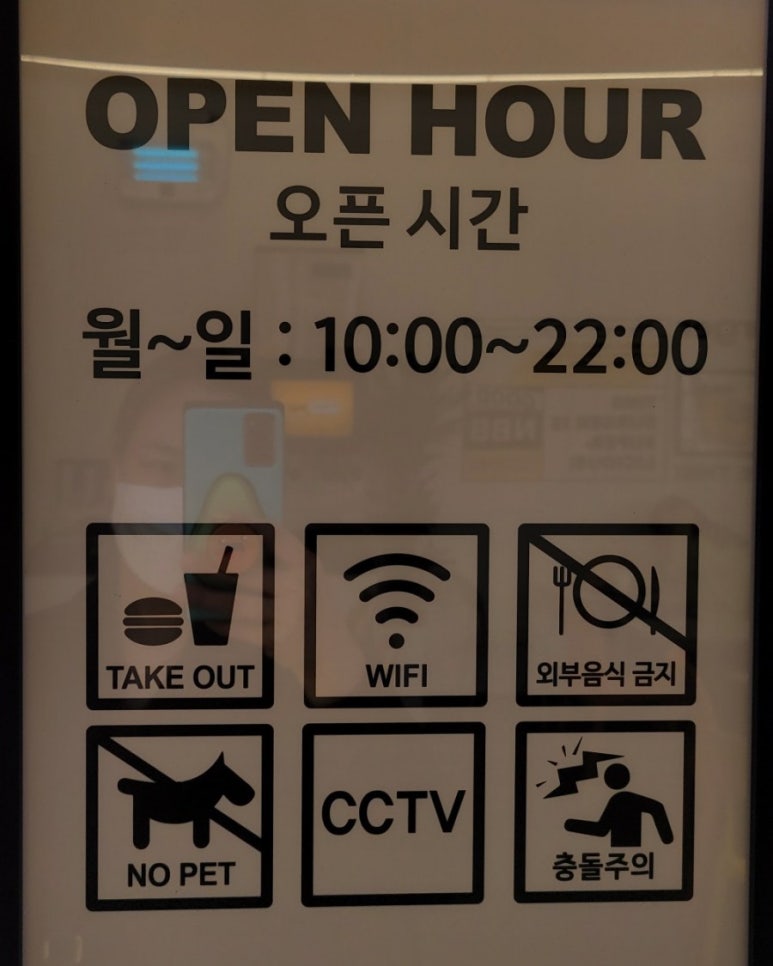 OPEN HOUR
오픈 시간
월~일 : 10:00~22:00
TAKE OUT
WIFI
외부음식 금지
NO PET
CCTV
충돌주의